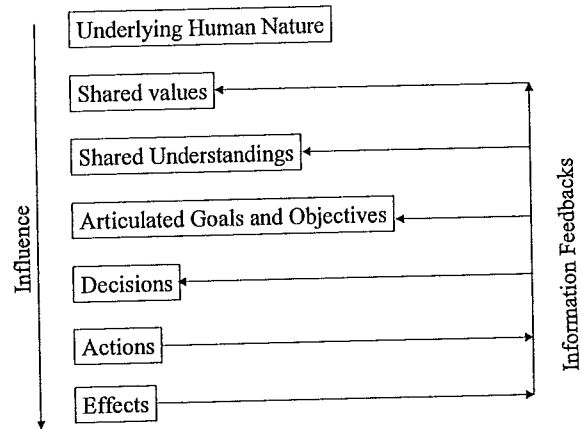 Underlying Human Nature
Shared values
Shared Understandings
Articulated Goals and Objectives
Decisions
Actions
Effects
Influence
Information Feedbacks